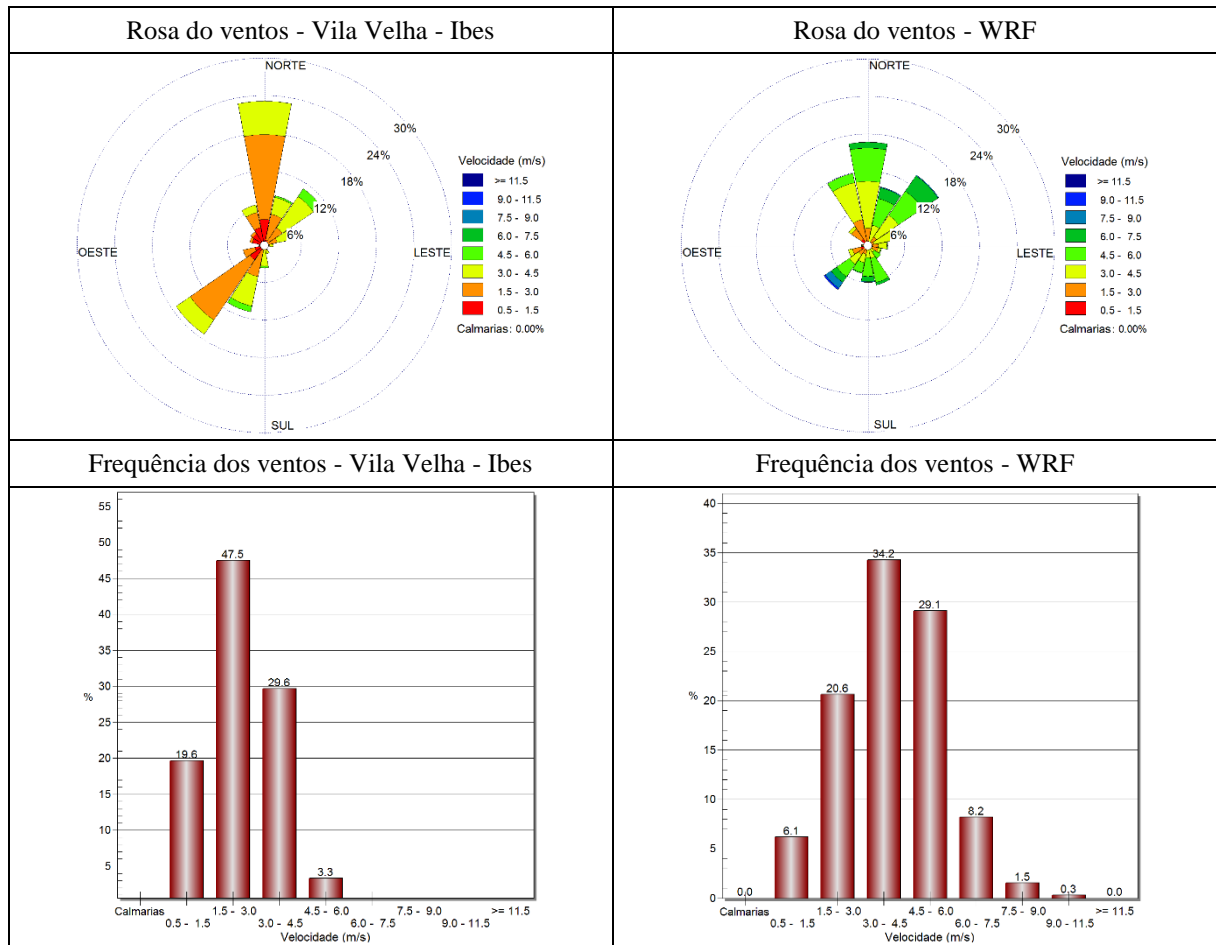 Rosa do ventos - Vila Velha - Ibes
NORTE
30%
24%
18%
12%
6%
OESTE
LESTE
SUL
Velocidade (m/s)
>= 11.5
9.0 - 11.5
7.5 - 9.0
6.0 - 7.5
4.5 - 6.0
3.0 - 4.5
1.5 - 3.0
0.5 - 1.5
Calmarias: 0.00%
Rosa do ventos - WRF
NORTE
30%
24%
18%
12%
6%
OESTE
LESTE
SUL
Velocidade (m/s)
>= 11.5
9.0 - 11.5
7.5 - 9.0
6.0 - 7.5
4.5 - 6.0
3.0 - 4.5
1.5 - 3.0
0.5 - 1.5
Calmarias: 0.00%
Frequência dos ventos - Vila Velha - Ibes
55
50
45
40
35
%
30
25
20
15
10
5
19.6
47.5
29.6
3.3
Calmarias 1.5 - 3.0 4.5 - 6.0 7.5 - 9.0 >= 11.5
0.5 - 1.5 3.0 - 4.5 6.0 - 7.5 9.0 - 11.5
Velocidade (m/s)
Frequência dos ventos - WRF
40
35
30
25
%
20
15
10
5
0
0.0
6.1
20.6
34.2
29.1
8.2
1.5
0.3
0.0
Calmarias 1.5 - 3.0 4.5 - 6.0 7.5 - 9.0 >= 11.5
0.5 - 1.5 3.0 - 4.5 6.0 - 7.5 9.0 - 11.5
Velocidade (m/s)